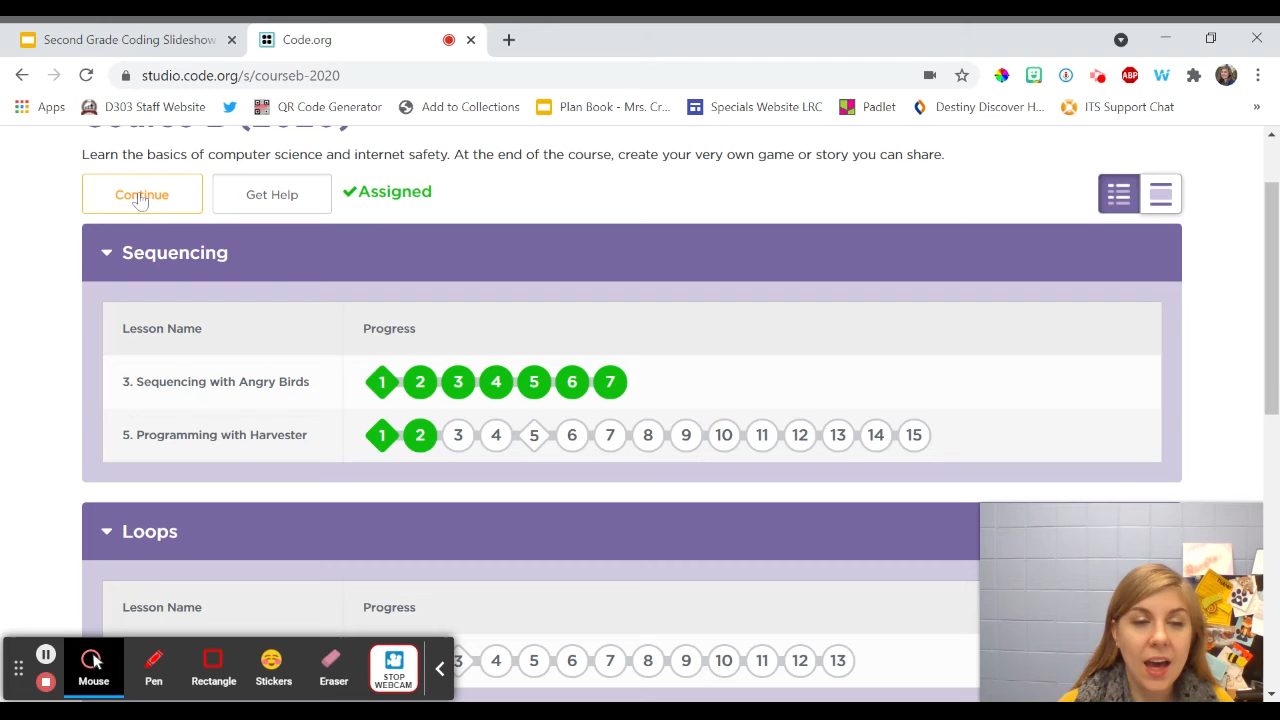 Second Grade Coding Slideshow
Code.org
studio.code.org/s/courseb-2020
ABP
W
Apps
D303 Staff Website
QR Code Generator
Add to Collections
Plan Book - Mrs. Cr...
Specials Website LRC
Padlet
Destiny Discover H...
ITS Support Chat
»
Learn the basics of computer science and internet safety. At the end of the course, create your very own game or story you can share.
Continue
Get Help
Assigned
Sequencing
Lesson Name
Progress
3. Sequencing with Angry Birds
1 2 3 4 5 6 7
5. Programming with Harvester
1 2 3 4 5 6 7 8 9 10 11 12 13 14 15
Loops
Lesson Name
Progress
3 4 5 6 7 8 9 10 11 12 13
Mouse
Pen
Rectangle
Stickers
Eraser
STOP
WEBCAM